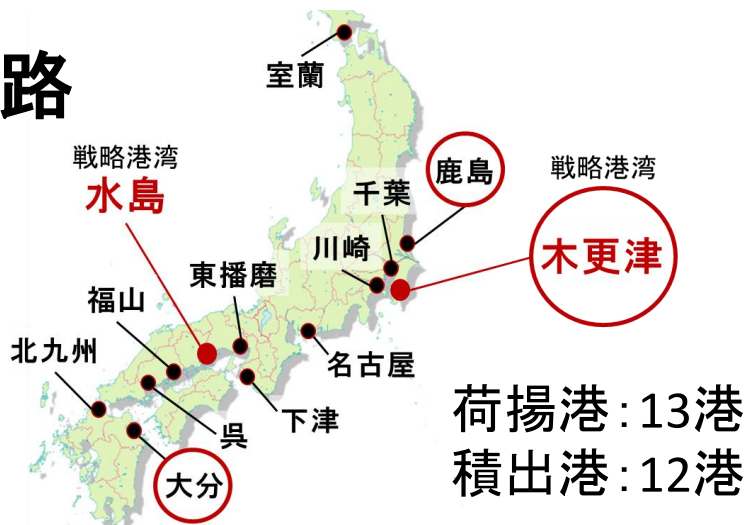 路
室蘭
戦略港湾
水島
鹿島
戦略港湾
千葉
木更津
川崎
東播磨
福山
北九州
名古屋
下津
呉
大分
荷揚港：13港
積出港：12港